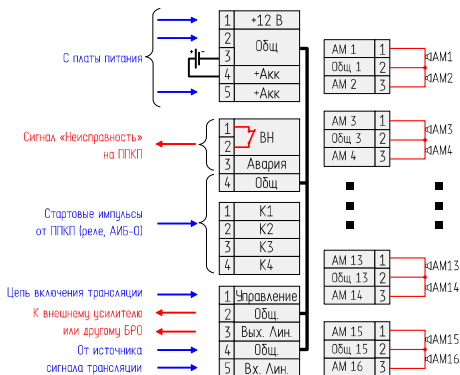 С платы питания
1 +12 В
2 Общ
3
4 +Акк
5 +Акк
+ -
Сигнал «Неисправность»
на ППКП
1 ВН
2
3 Авария
4 Общ
Стартовые импульсы
от ППКП (реле, АИБ-0)
1 К1
2 К2
3 К3
4 К4
Цепь включения трансляции
К внешнему усилителю
или другому БРО
От источника
сигнала трансляции
1 Управление
2 Общ.
3 Вых. Лин.
4 Общ.
5 Вх. Лин.
АМ 1 1
Общ 1 2
АМ 2 3
АМ1
АМ2
АМ 3 1
Общ 3 2
АМ 4 3
АМ3
АМ4
АМ 13 1
Общ 13 2
АМ 14 3
АМ13
АМ14
АМ 15 1
Общ 15 2
АМ 16 3
АМ15
АМ16